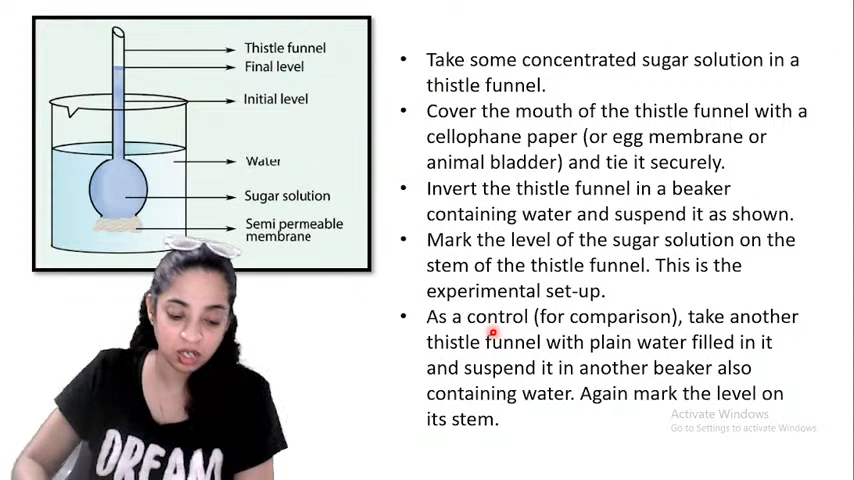 Thistle funnel
Final level
Initial level
Water
Sugar solution
Semi permeable
membrane
• Take some concentrated sugar solution in a
thistle funnel.
• Cover the mouth of the thistle funnel with a
cellophane paper (or egg membrane or
animal bladder) and tie it securely.
• Invert the thistle funnel in a beaker
containing water and suspend it as shown.
• Mark the level of the sugar solution on the
stem of the thistle funnel. This is the
experimental set-up.
• As a control (for comparison), take another
thistle funnel with plain water filled in it
and suspend it in another beaker also
containing water. Again mark the level on
its stem.
Activate Windows
Go to Settings to activate Windows.
DREAM